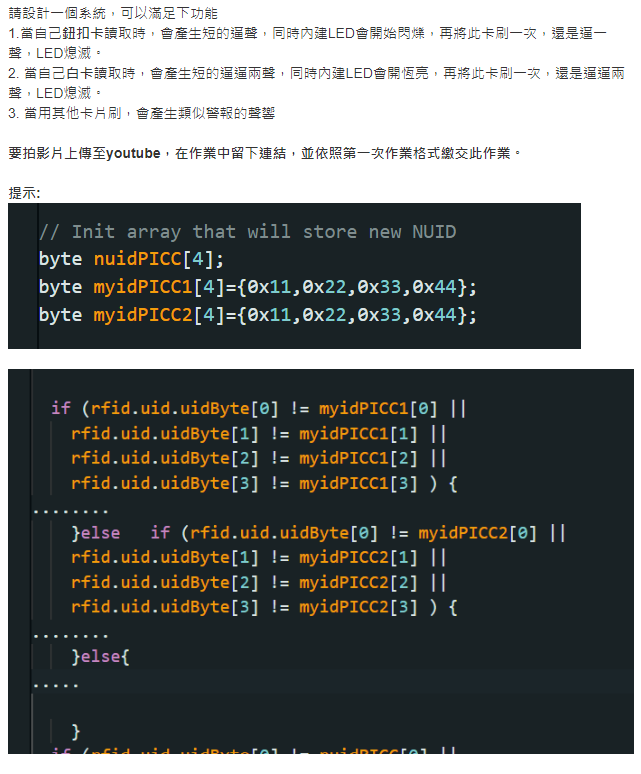 請設計一個系統，可以滿足下功能
1.當自己鈕扣卡讀取時，會產生短的逼聲，同時內建LED會開始閃爍，再將此卡刷一次，還是逼一
聲，LED熄滅。
2. 當自己白卡讀取時，會產生短的逼逼兩聲，同時內建LED會開恆亮，再將此卡刷一次，還是逼逼兩
聲，LED熄滅。
3. 當用其他卡片刷，會產生類似警報的聲響
要拍影片上傳至youtube，在作業中留下連結，並依照第一次作業格式繳交此作業。
提示:
// Init array that will store new NUID
byte nuidPICC[4];
byte myidPICC1[4]={0x11,0x22,0x33,0x44};
byte myidPICC2[4]={0x11,0x22,0x33,0x44};
if (rfid.uid.uidByte[0] != myidPICC1[0] ||
rfid.uid.uidByte[1] != myidPICC1[1] ||
rfid.uid.uidByte[2] != myidPICC1[2] ||
rfid.uid.uidByte[3] != myidPICC1[3] ) {
........
}else if (rfid.uid.uidByte[0] != myidPICC2[0] ||
rfid.uid.uidByte[1] != myidPICC2[1] ||
rfid.uid.uidByte[2] != myidPICC2[2] ||
rfid.uid.uidByte[3] != myidPICC2[3] ) {
........
}else{
.....
}
if (rfid.uid.uidByte[0] != nuidPICC[0] ||